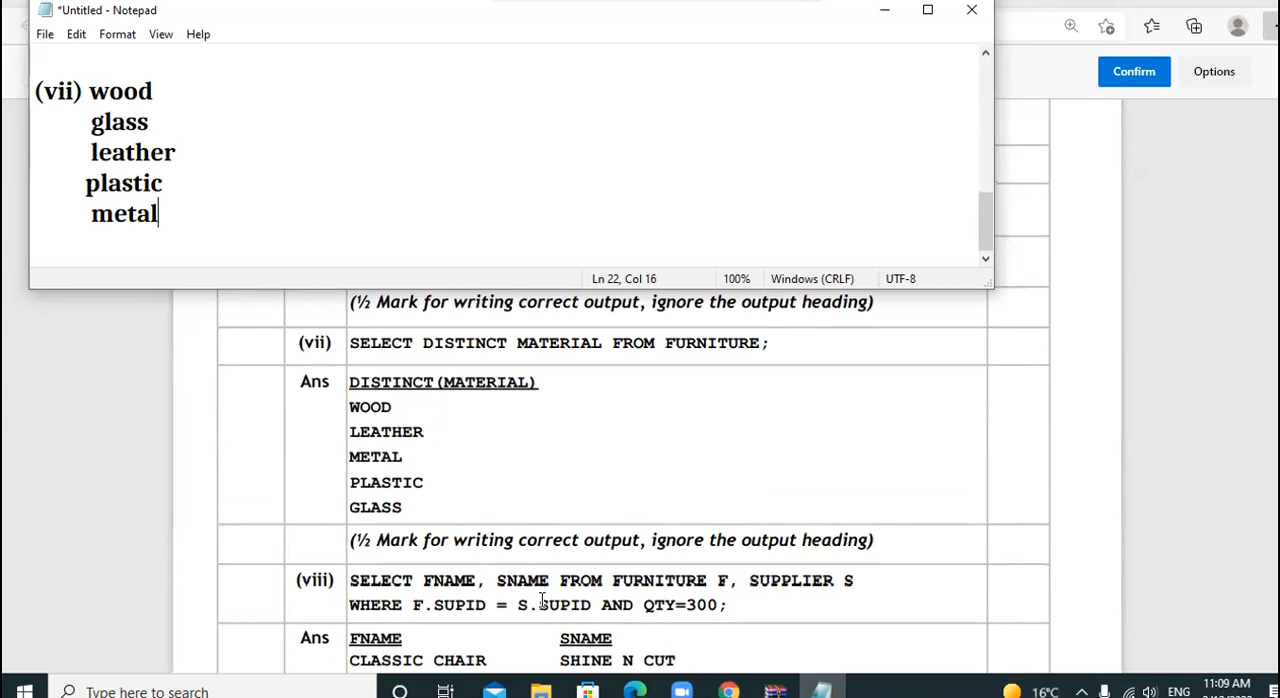 *Untitled - Notepad
File Edit Format View Help
(vii) wood
glass
leather
plastic
metal
Ln 22, Col 16 100% Windows (CRLF) UTF-8
Confirm Options
(½ Mark for writing correct output, ignore the output heading)
(vii) SELECT DISTINCT MATERIAL FROM FURNITURE;
Ans DISTINCT(MATERIAL)
WOOD
LEATHER
METAL
PLASTIC
GLASS
(½ Mark for writing correct output, ignore the output heading)
(viii) SELECT FNAME, SNAME FROM FURNITURE F, SUPPLIER S
WHERE F.SUPID = S.SUPID AND QTY=300;
Ans FNAME SNAME
CLASSIC CHAIR SHINE N CUT
Type here to search 16°C ENG 11:09 AM